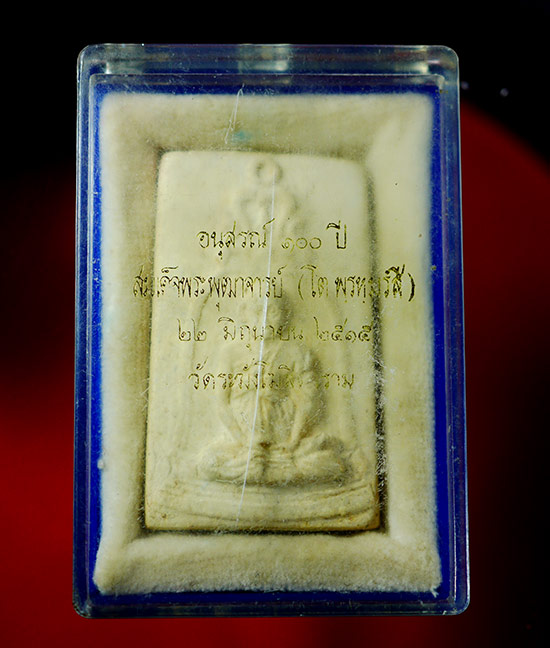 อนุสรณ์ ๑๐๐ ปี
สมเด็จพระพุฒาจารย์ (โต พรหมรังสี)
๒๒ มิถุนายน ๒๕๑๕
วัดระฆังโฆสิตาราม